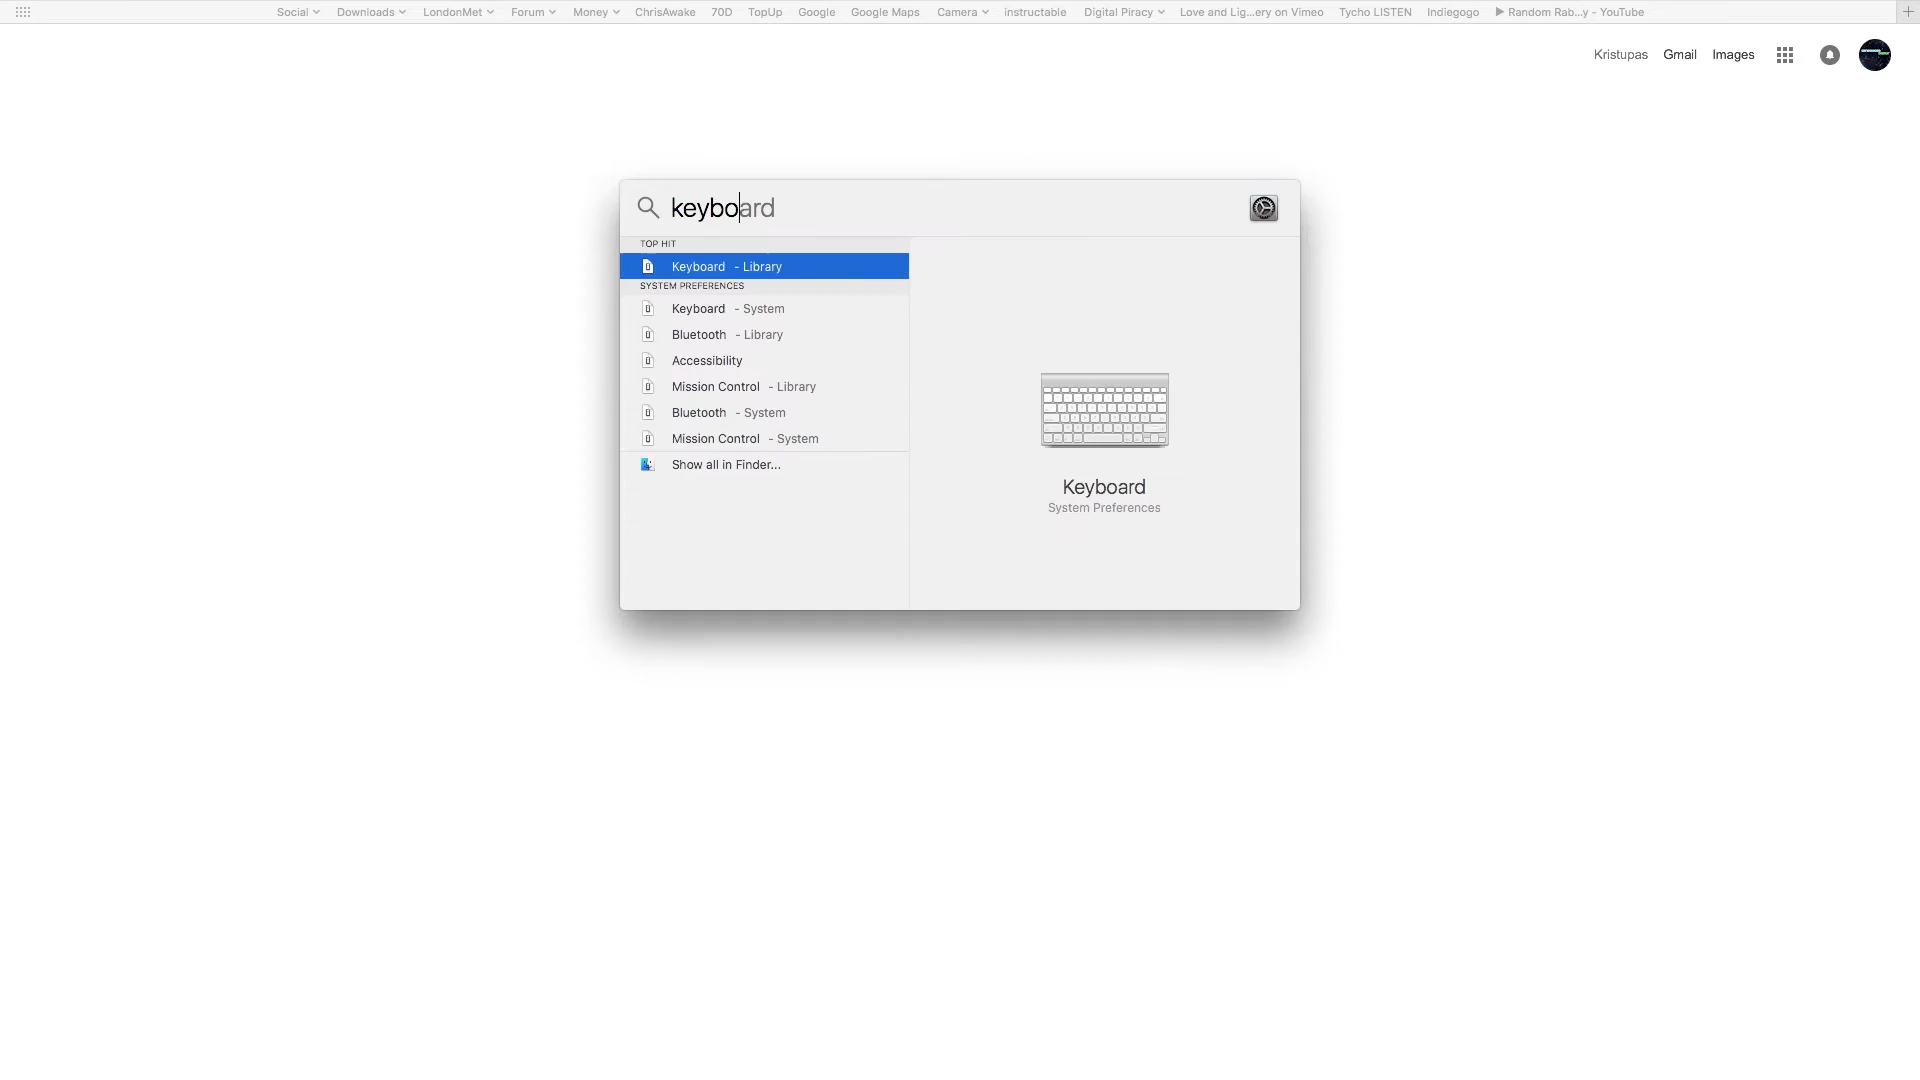 Social Downloads LondonMet Forum Money ChrisAwake 70D TopUp Google Google Maps Camera instructable Digital Piracy Love and Lig...ery on Vimeo Tycho LISTEN Indiegogo ▶ Random Rab...y - YouTube +
Kristupas Gmail Images
keyboard
TOP HIT
Keyboard - Library
SYSTEM PREFERENCES
Keyboard - System
Bluetooth - Library
Accessibility
Mission Control - Library
Bluetooth - System
Mission Control - System
Show all in Finder...
Keyboard
System Preferences